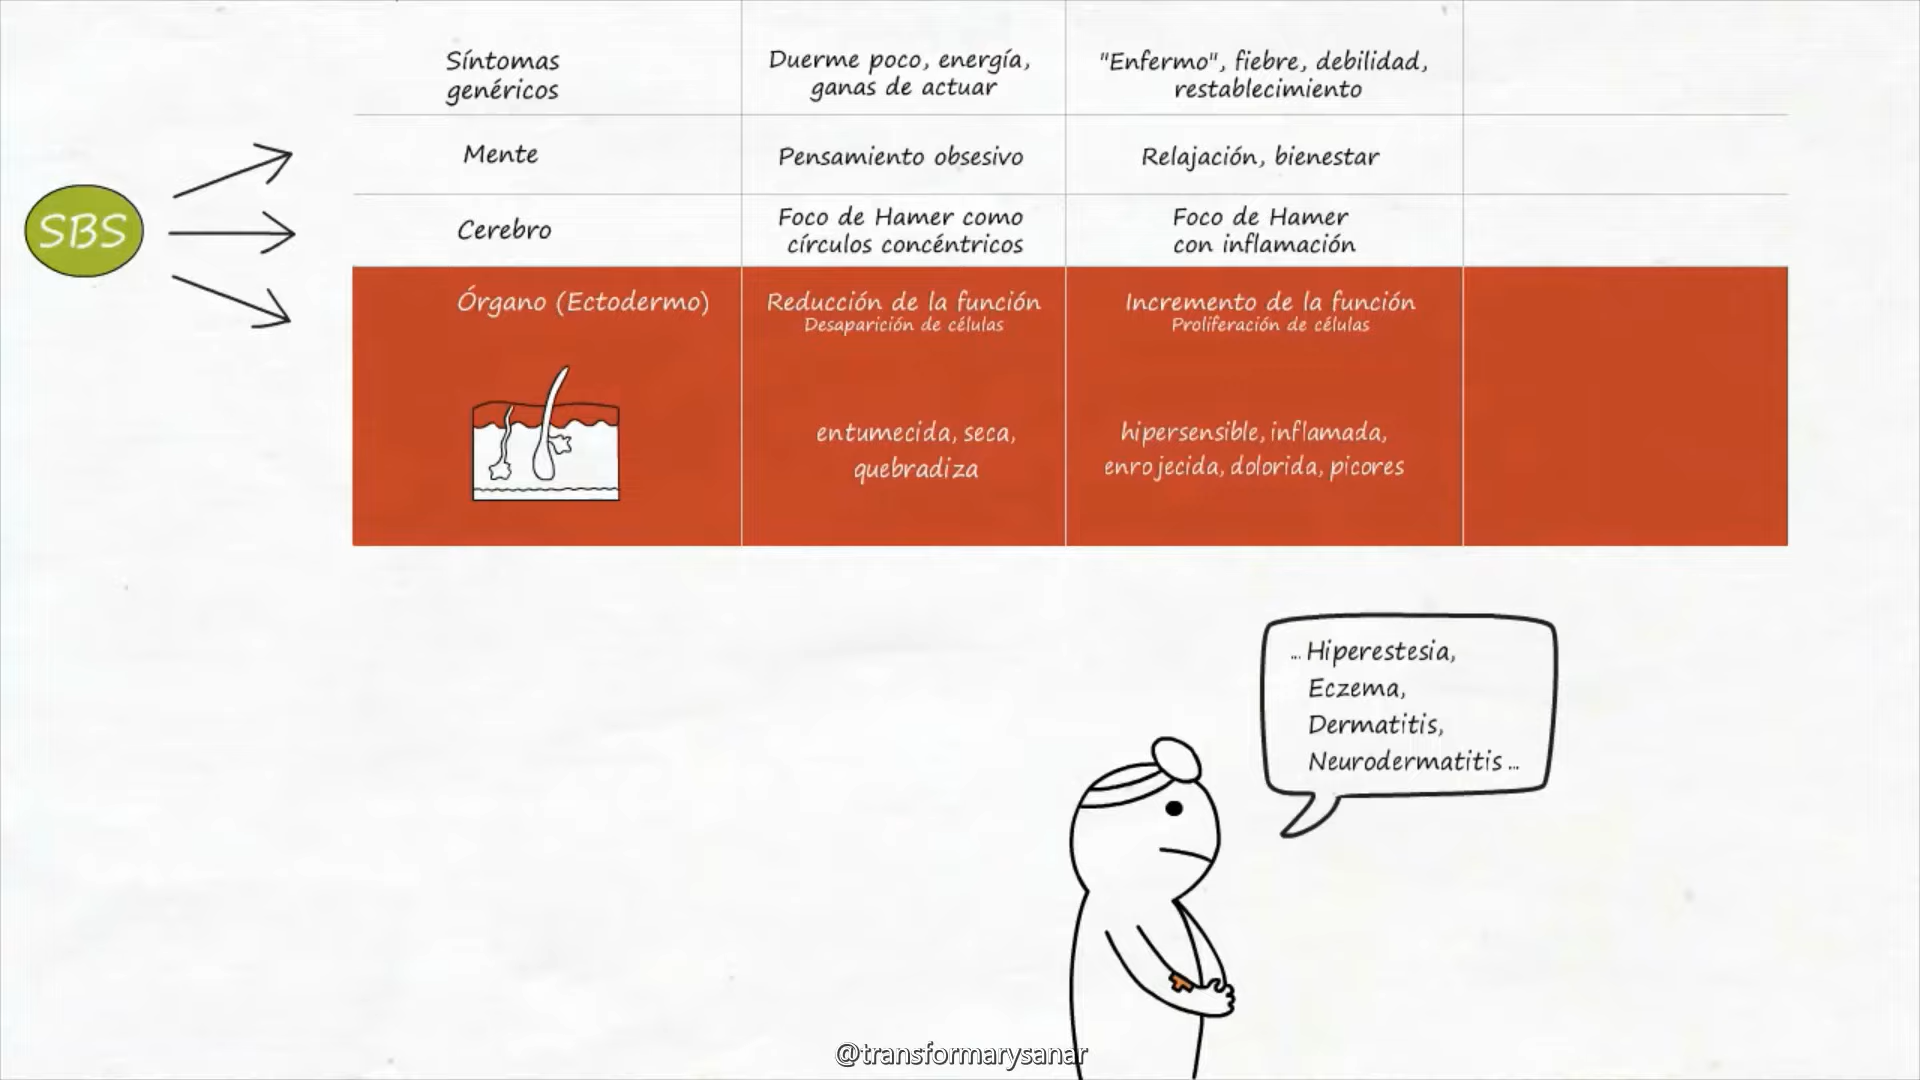 Síntomas
genéricos
Duerme poco, energía,
ganas de actuar
"Enfermo", fiebre, debilidad,
restablecimiento
Mente
Pensamiento obsesivo
Relajación, bienestar
SBS
Cerebro
Foco de Hamer como
círculos concéntricos
Foco de Hamer
con inflamación
Órgano (Ectodermo)
Reducción de la función
Desaparición de células
Incremento de la función
Proliferación de células
entumecida, seca,
quebradiza
hipersensible, inflamada,
enrojecida, dolorida, picores
... Hiperestesia,
Eczema,
Dermatitis,
Neurodermatitis ...
@transformarysanar